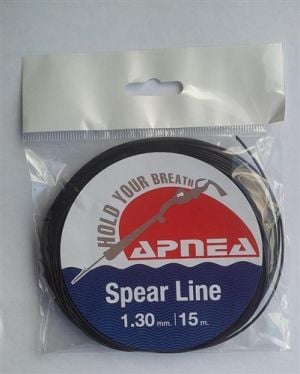 HOLD YOUR BREATH
APNEA
Spear Line
1.30 mm. | 15 m.